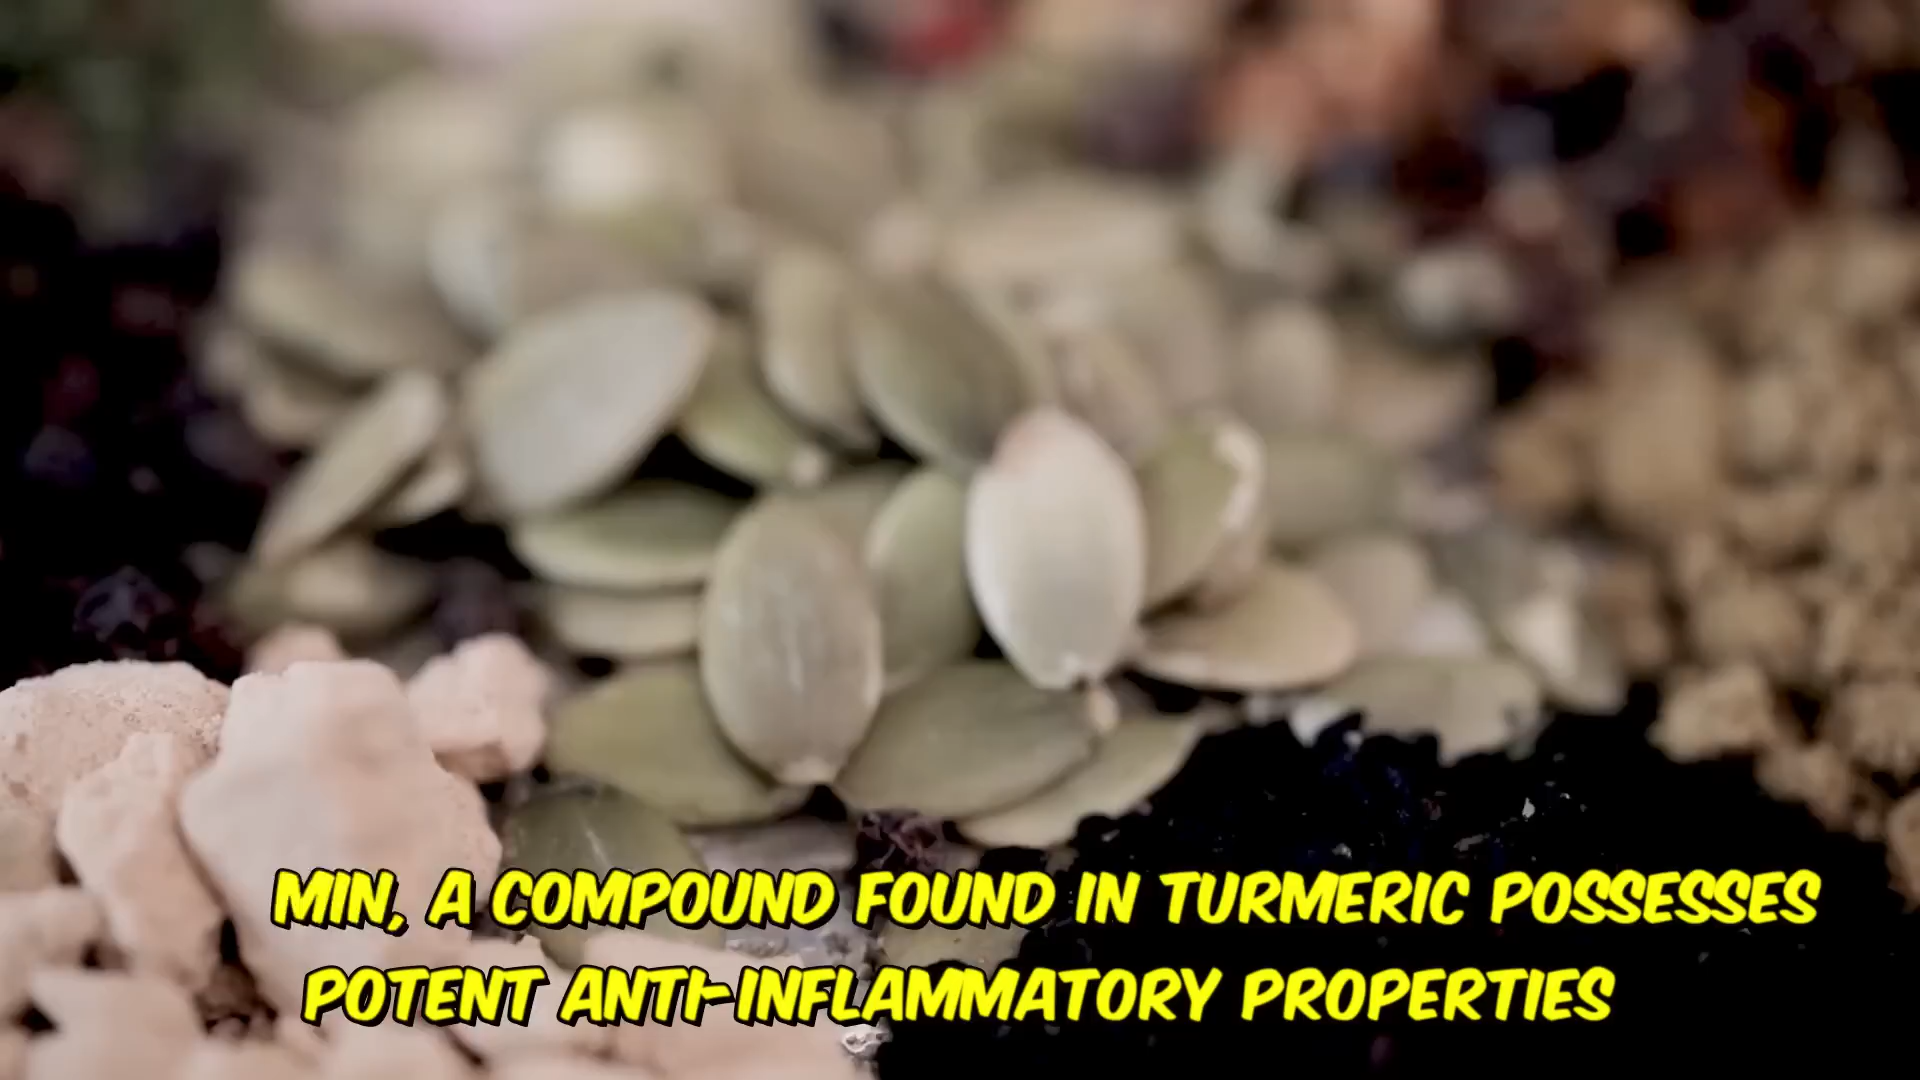 MIN, A COMPOUND FOUND IN TURMERIC POSSESSES
POTENT ANTI-INFLAMMATORY PROPERTIES